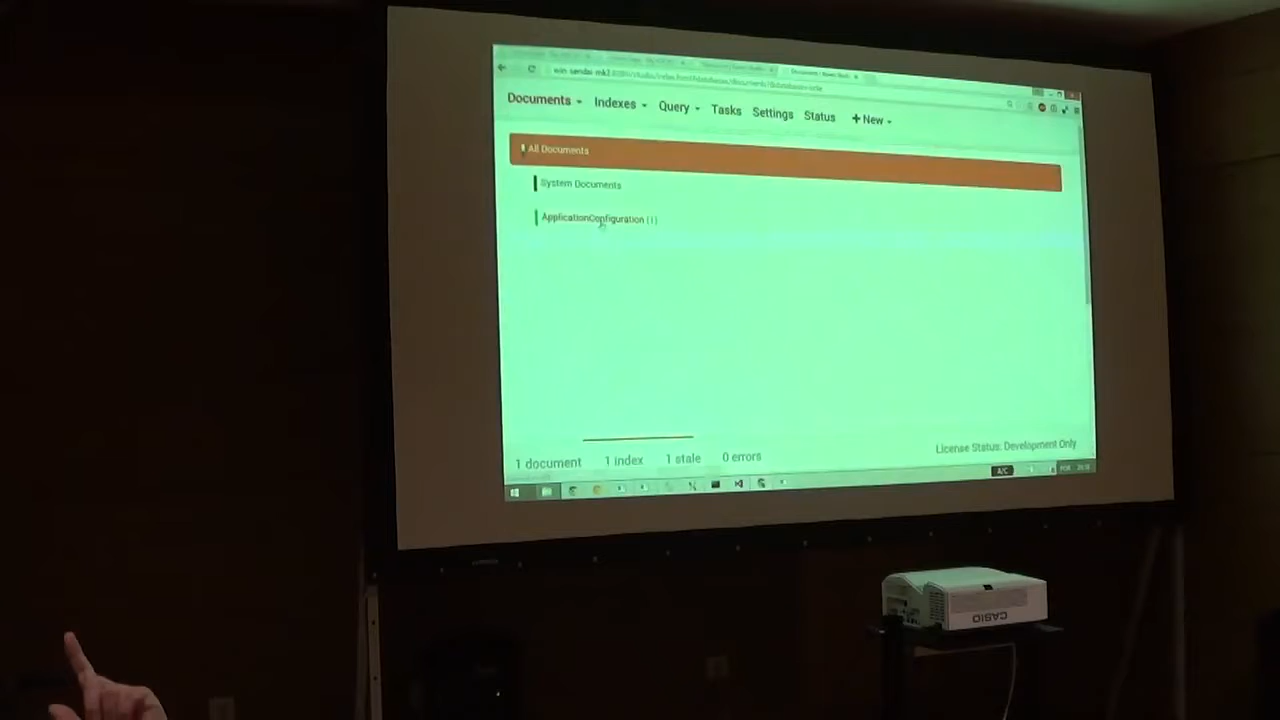 Documents Indexes Query Tasks Settings Status + New
All Documents
System Documents
ApplicationConfiguration (1)
1 document 1 index 1 stale 0 errors
License Status: Development Only
A/C
CASIO